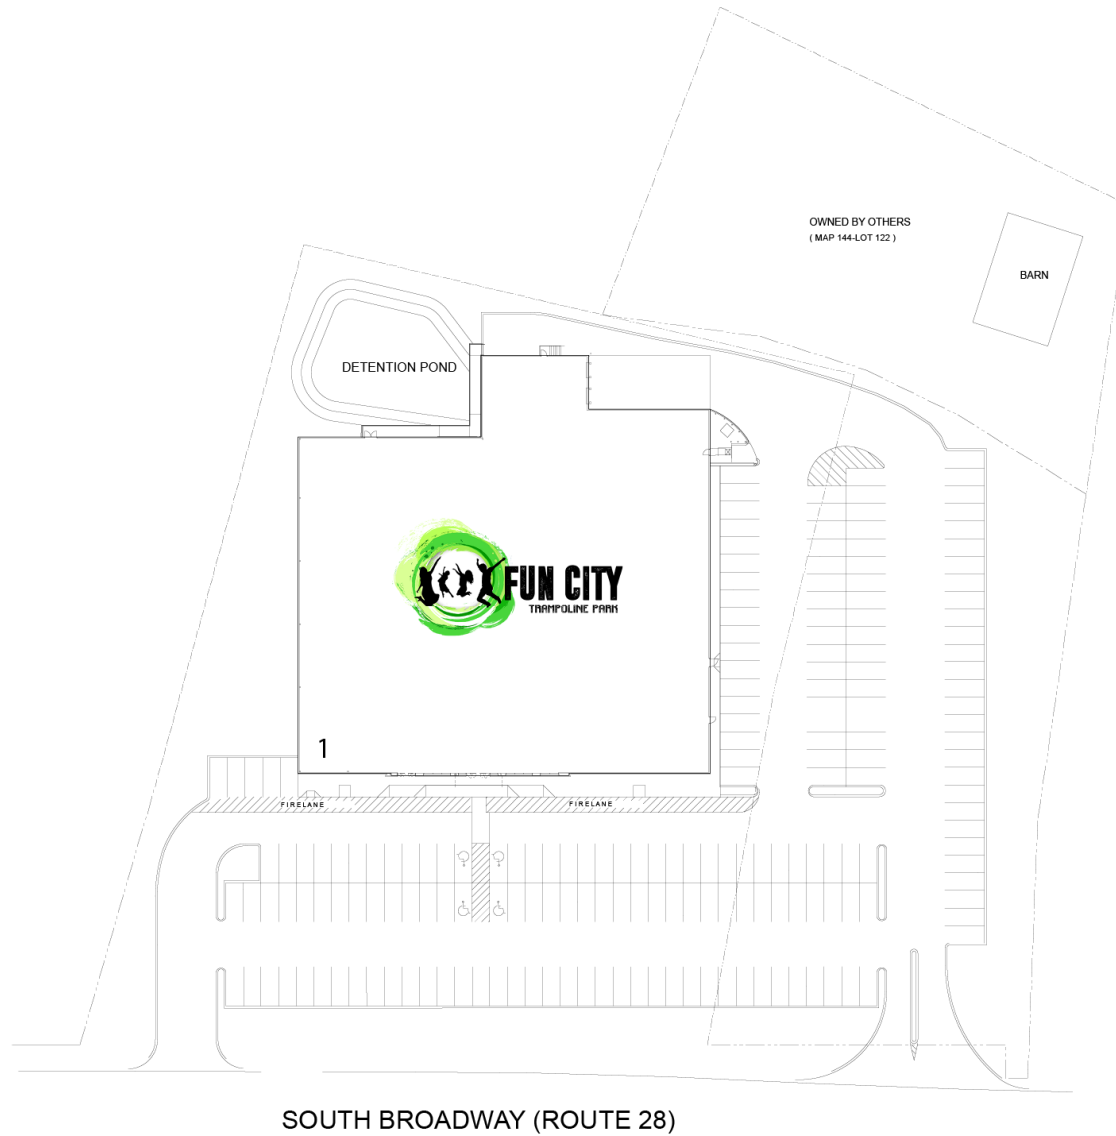 OWNED BY OTHERS
( MAP 144-LOT 122 )
BARN
DETENTION POND
FUN CITY
TRAMPOLINE PARK
1
FIRELANE
FIRELANE
SOUTH BROADWAY (ROUTE 28)